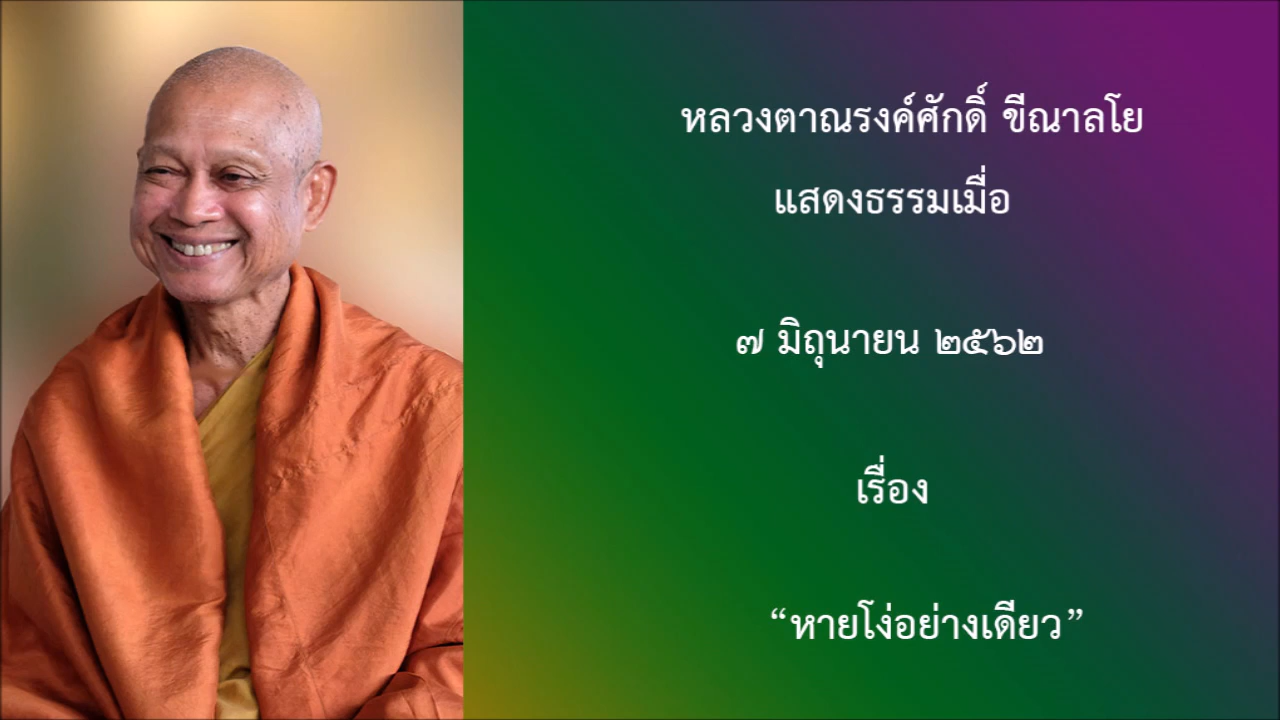 หลวงตาณรงค์ศักดิ์ ขีณาลโย
แสดงธรรมเมื่อ
๗ มิถุนายน ๒๕๖๒
เรื่อง
“หายโง่อย่างเดียว”